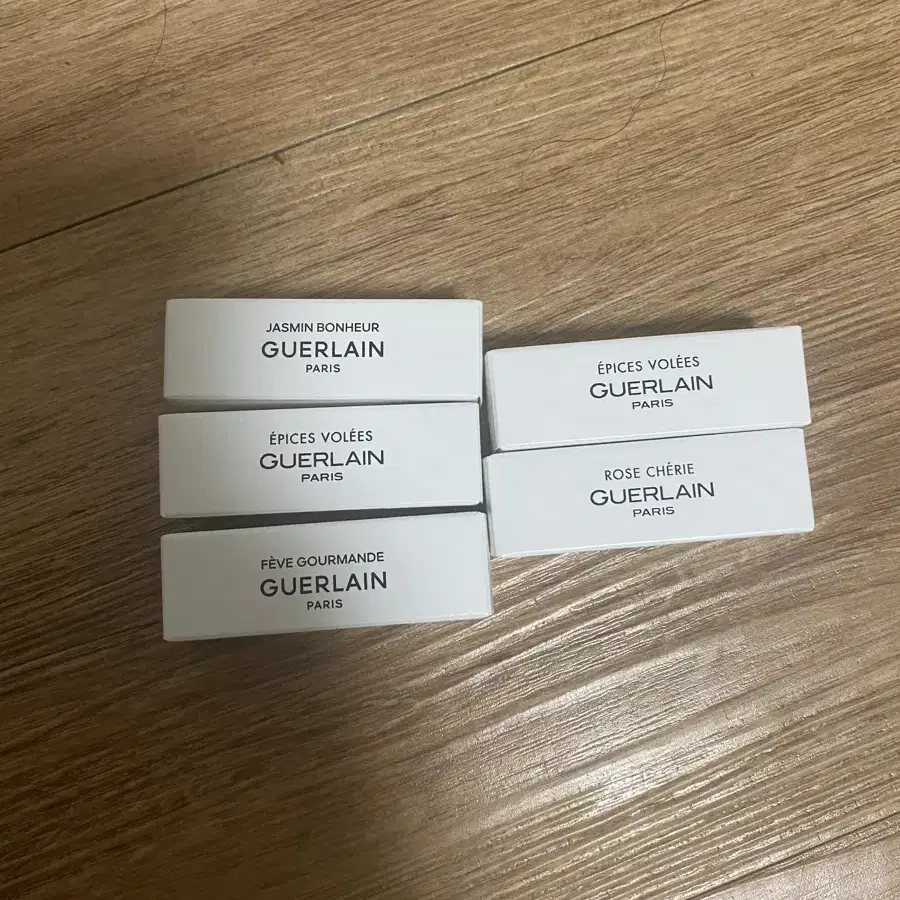 JASMIN BONHEUR
GUERLAIN
PARIS
ÉPICES VOLÉES
GUERLAIN
PARIS
FÈVE GOURMANDE
GUERLAIN
PARIS
ÉPICES VOLÉES
GUERLAIN
PARIS
ROSE CHÉRIE
GUERLAIN
PARIS